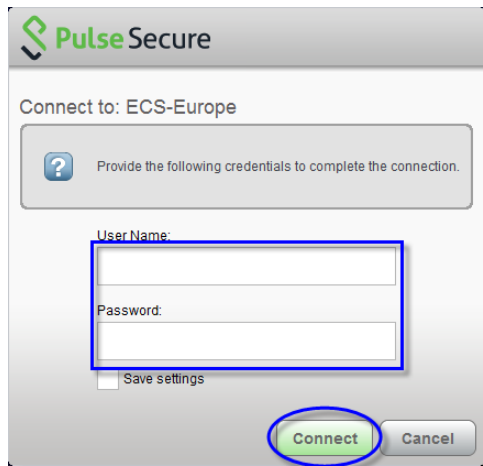 Pulse Secure
Connect to: ECS-Europe
Provide the following credentials to complete the connection.
User Name:
Password:
Save settings
Connect Cancel